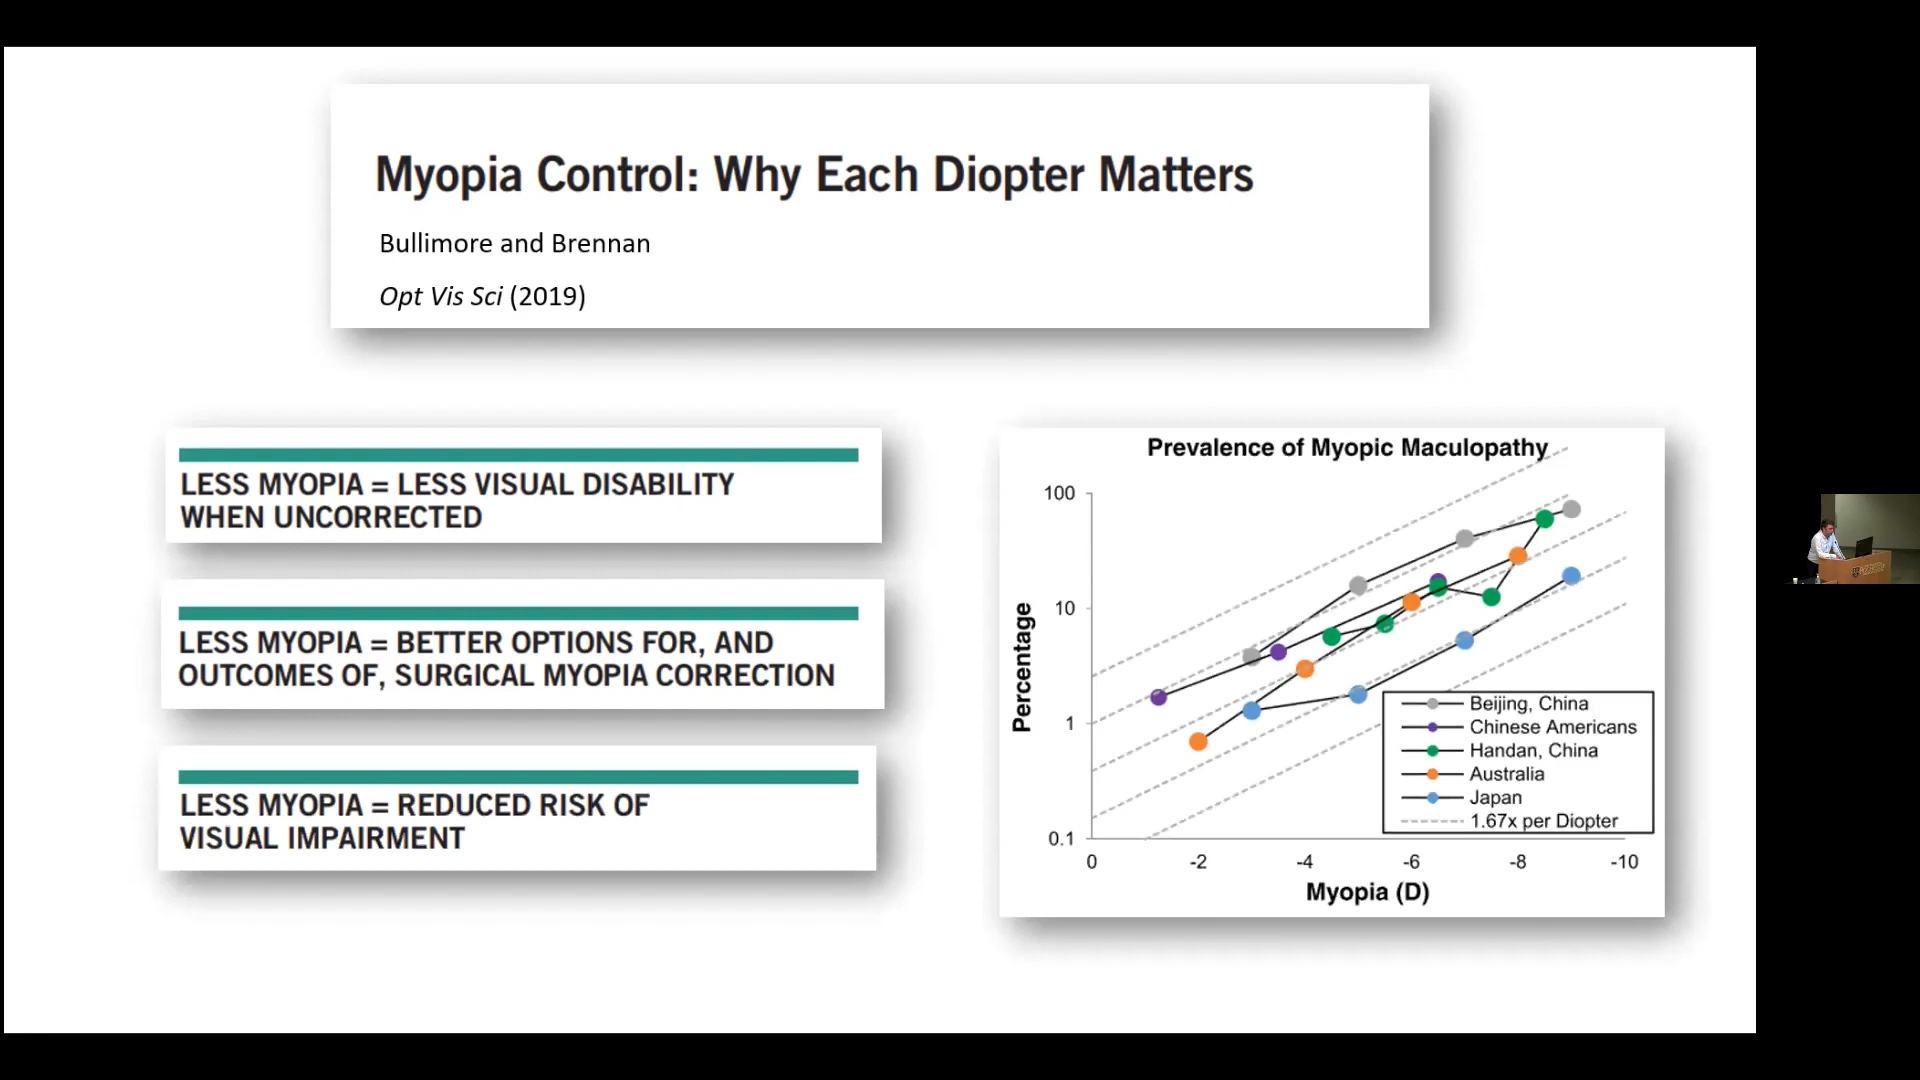 Myopia Control: Why Each Diopter Matters
Bullimore and Brennan
Opt Vis Sci (2019)
LESS MYOPIA = LESS VISUAL DISABILITY
WHEN UNCORRECTED
LESS MYOPIA = BETTER OPTIONS FOR, AND
OUTCOMES OF, SURGICAL MYOPIA CORRECTION
LESS MYOPIA = REDUCED RISK OF
VISUAL IMPAIRMENT
Prevalence of Myopic Maculopathy
Percentage
100
10
1
0.1
0
-2
-4
-6
-8
-10
Myopia (D)
Beijing, China
Chinese Americans
Handan, China
Australia
Japan
1.67x per Diopter